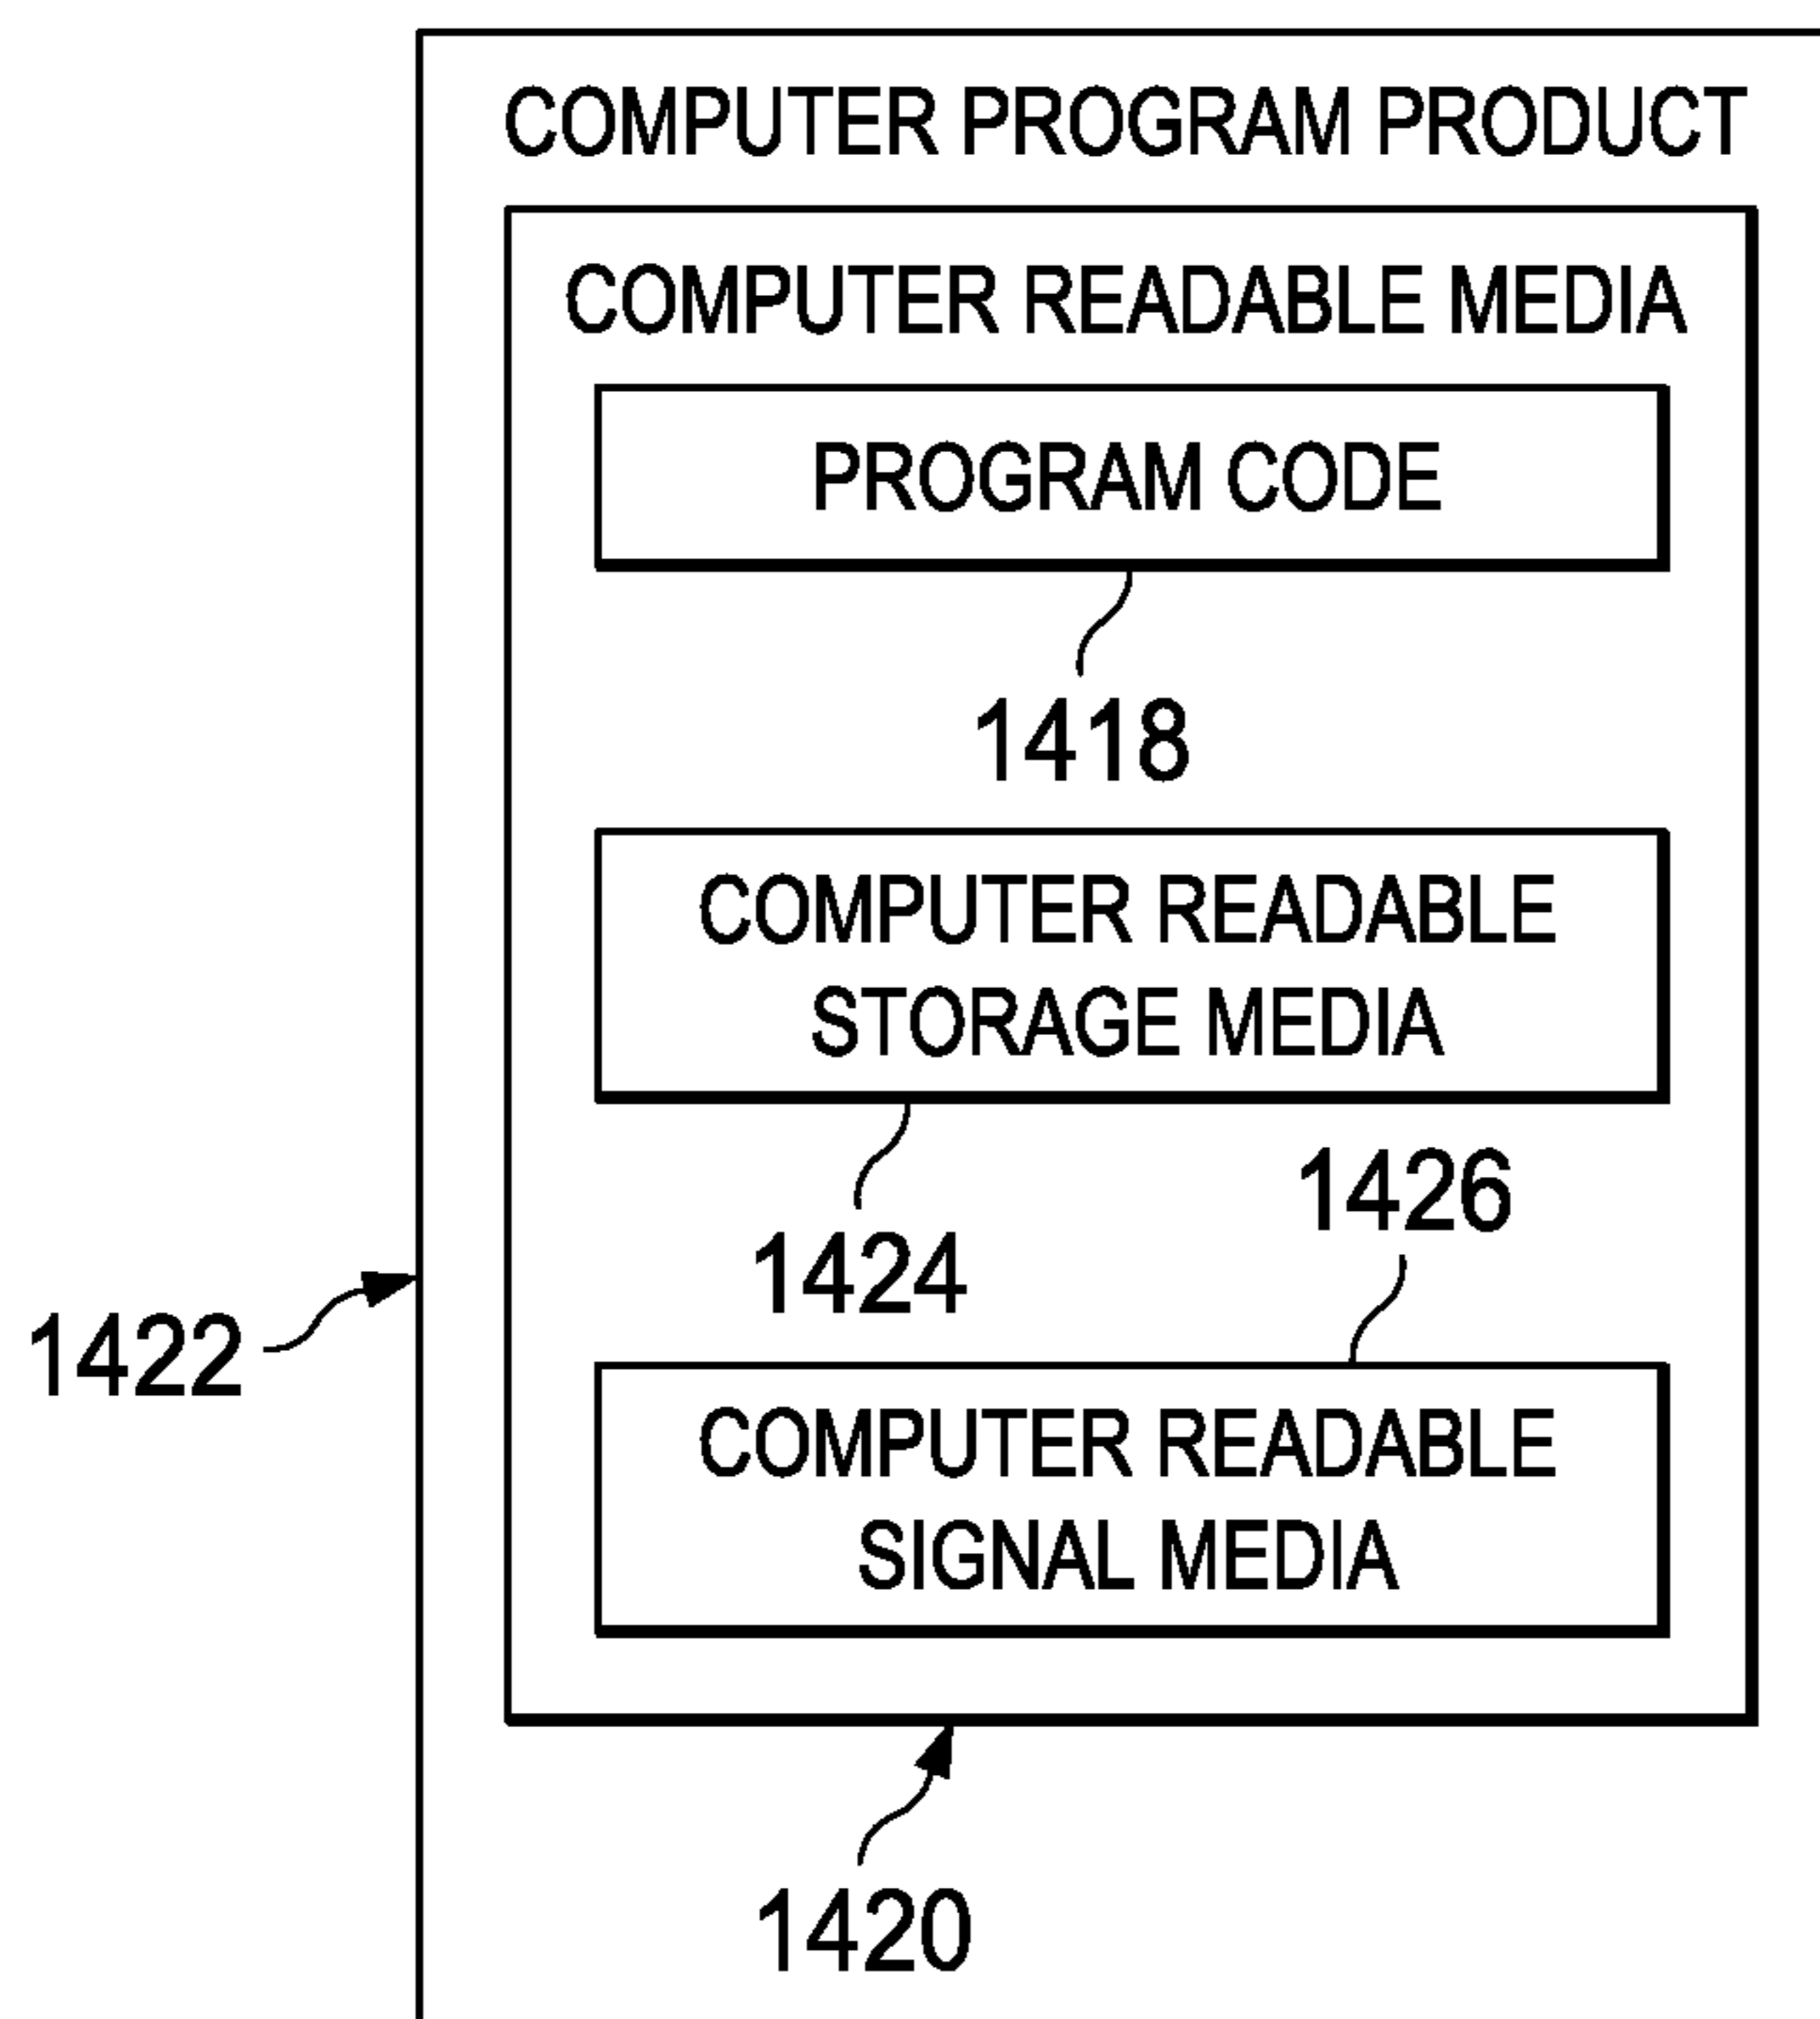 COMPUTER PROGRAM PRODUCT
COMPUTER READABLE MEDIA
PROGRAM CODE
1418
COMPUTER READABLE
STORAGE MEDIA
1426
1424
1422
COMPUTER READABLE
SIGNAL MEDIA
1420